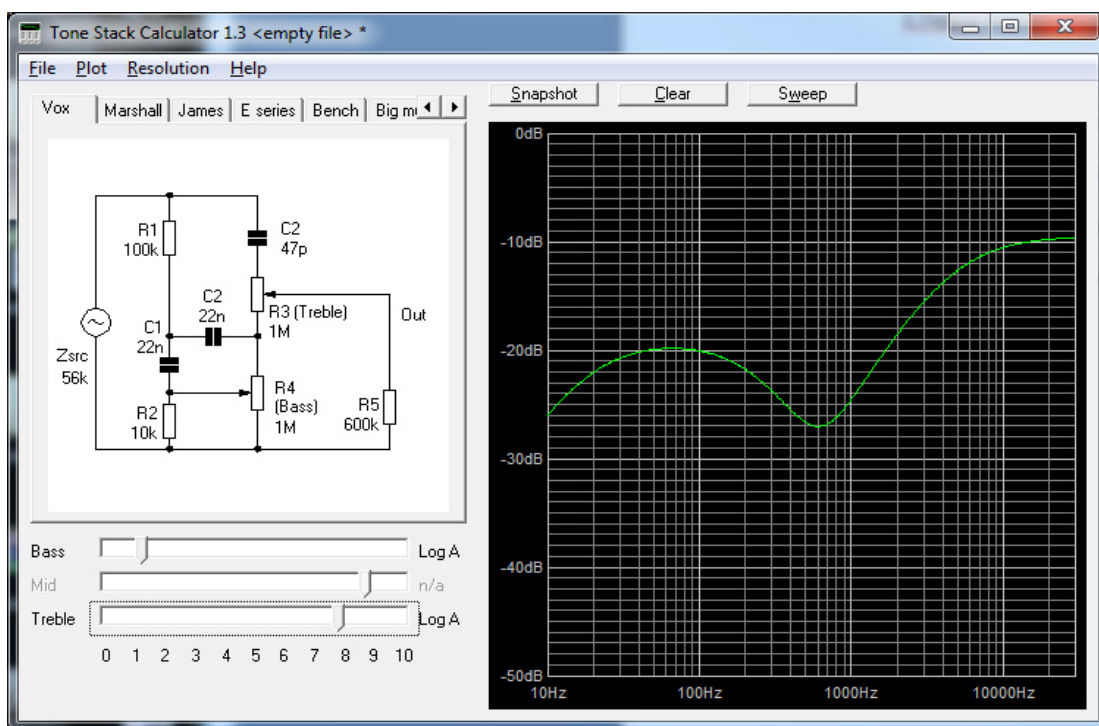 Tone Stack Calculator 1.3 <empty file> *
File Plot Resolution Help
Vox Marshall James E series Bench
Snapshot Clear Sweep
R1
100k
C2
47p
C2
22n
R3 (Treble)
1M
Out
C1
22n
Zsrc
56k
R4
(Bass)
1M
R2
10k
R5
600k
Bass Log A
Mid n/a
Treble Log A
0 1 2 3 4 5 6 7 8 9 10
0dB
-10dB
-20dB
-30dB
-40dB
-50dB
10Hz 100Hz 1000Hz 10000Hz